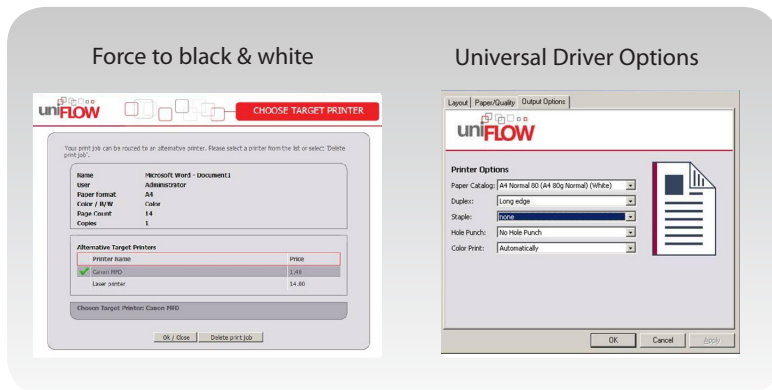 Force to black & white
uniFLOW
CHOOSE TARGET PRINTER
Your print job can be routed to an alternative printer. Please select a printer from the list or select 'Delete
print job'.
Name Microsoft Word - Document1
User Administrator
Paper format A4
Color / B/W Color
Page Count 14
Copies 1
Alternative Target Printers
Printer Name Price
Canon MFD 1.40
Laser printer 14.00
Chosen Target Printer: Canon MFD
Ok / Close Delete print job
Universal Driver Options
Layout Paper/Quality Output Options
uniFLOW
Printer Options
Paper Catalog: A4 Normal 80 (A4 80g Normal) (White)
Duplex: Long edge
Staple: none
Hole Punch: No Hole Punch
Color Print: Automatically
OK Cancel Apply